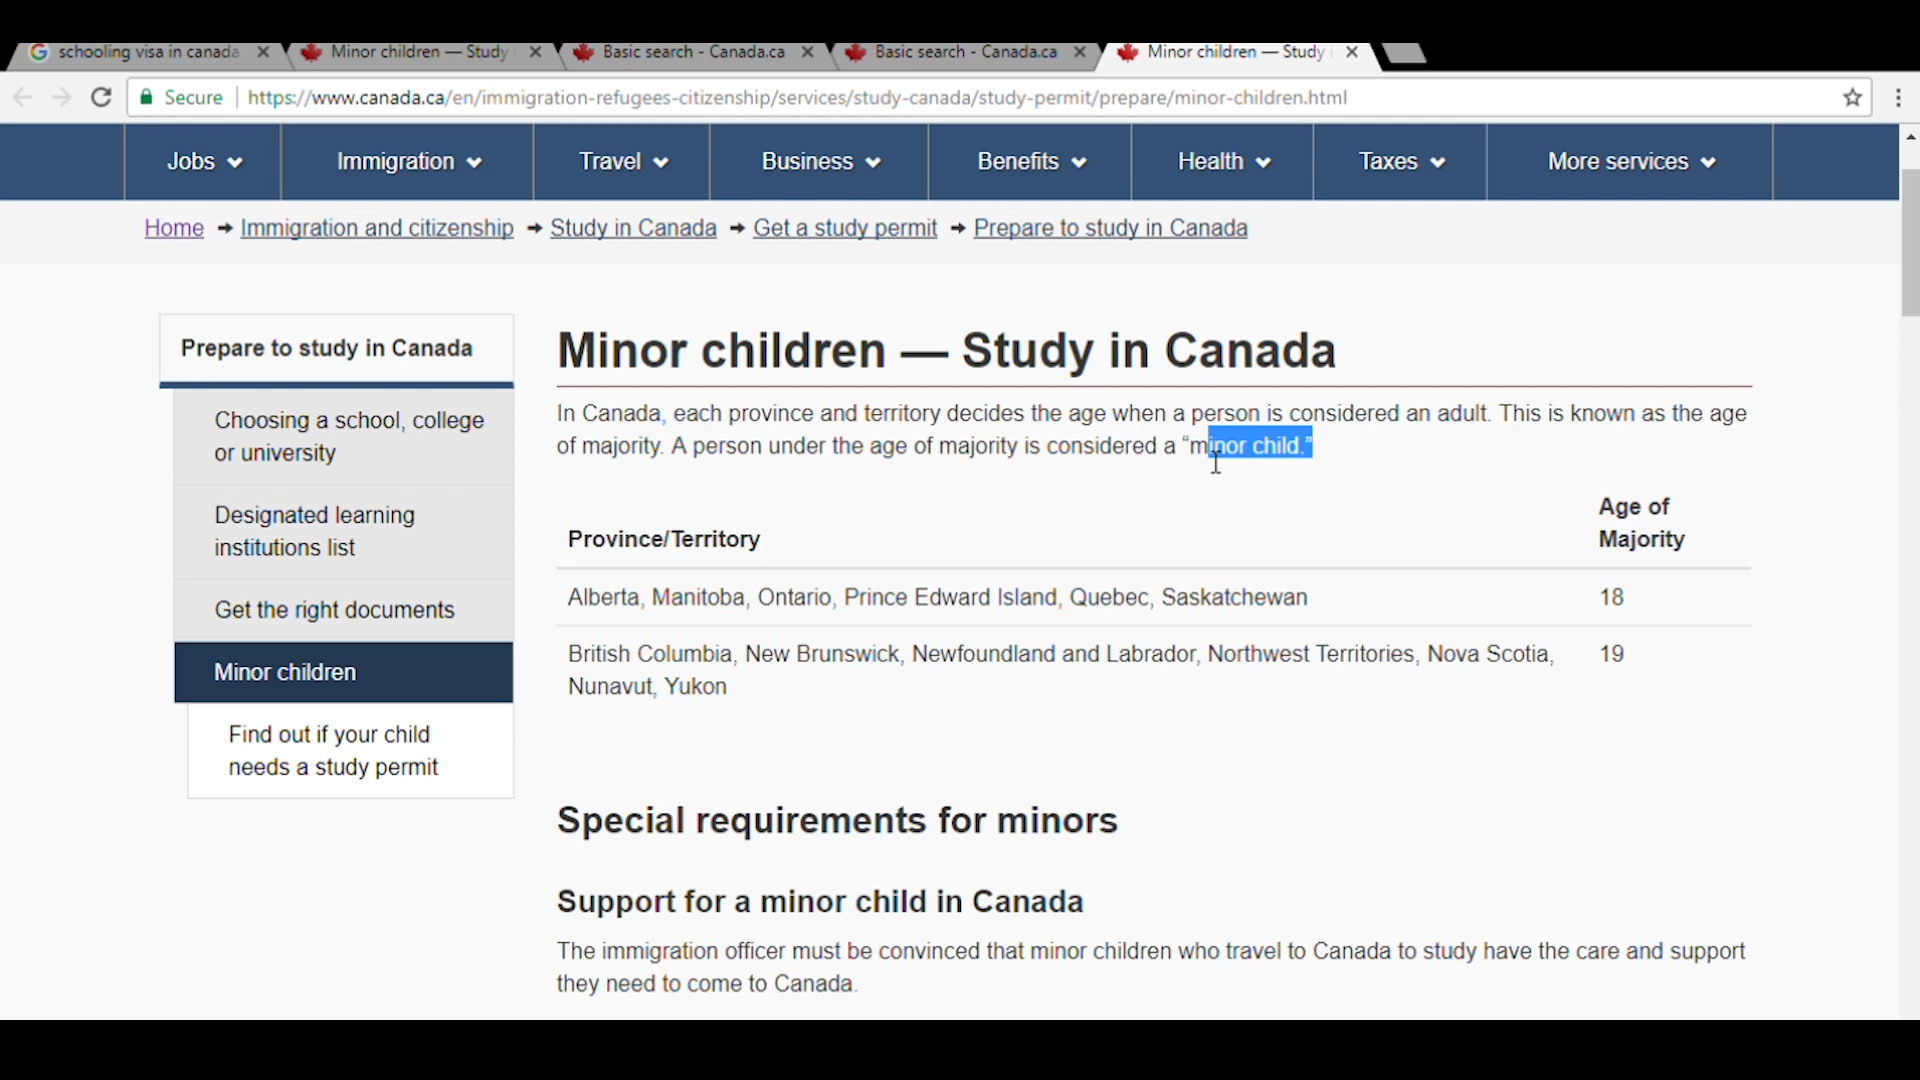 schooling visa in canada
Minor children — Study
Basic search - Canada.ca
Basic search - Canada.ca
Minor children — Study
Secure
https://www.canada.ca/en/immigration-refugees-citizenship/services/study-canada/study-permit/prepare/minor-children.html
Jobs
Immigration
Travel
Business
Benefits
Health
Taxes
More services
Home → Immigration and citizenship → Study in Canada → Get a study permit → Prepare to study in Canada
Prepare to study in Canada
Choosing a school, college
or university
Designated learning
institutions list
Get the right documents
Minor children
Find out if your child
needs a study permit
Minor children — Study in Canada
In Canada, each province and territory decides the age when a person is considered an adult. This is known as the age
of majority. A person under the age of majority is considered a “minor child.”
Province/Territory
Age of
Majority
Alberta, Manitoba, Ontario, Prince Edward Island, Quebec, Saskatchewan
18
British Columbia, New Brunswick, Newfoundland and Labrador, Northwest Territories, Nova Scotia,
Nunavut, Yukon
19
Special requirements for minors
Support for a minor child in Canada
The immigration officer must be convinced that minor children who travel to Canada to study have the care and support
they need to come to Canada.